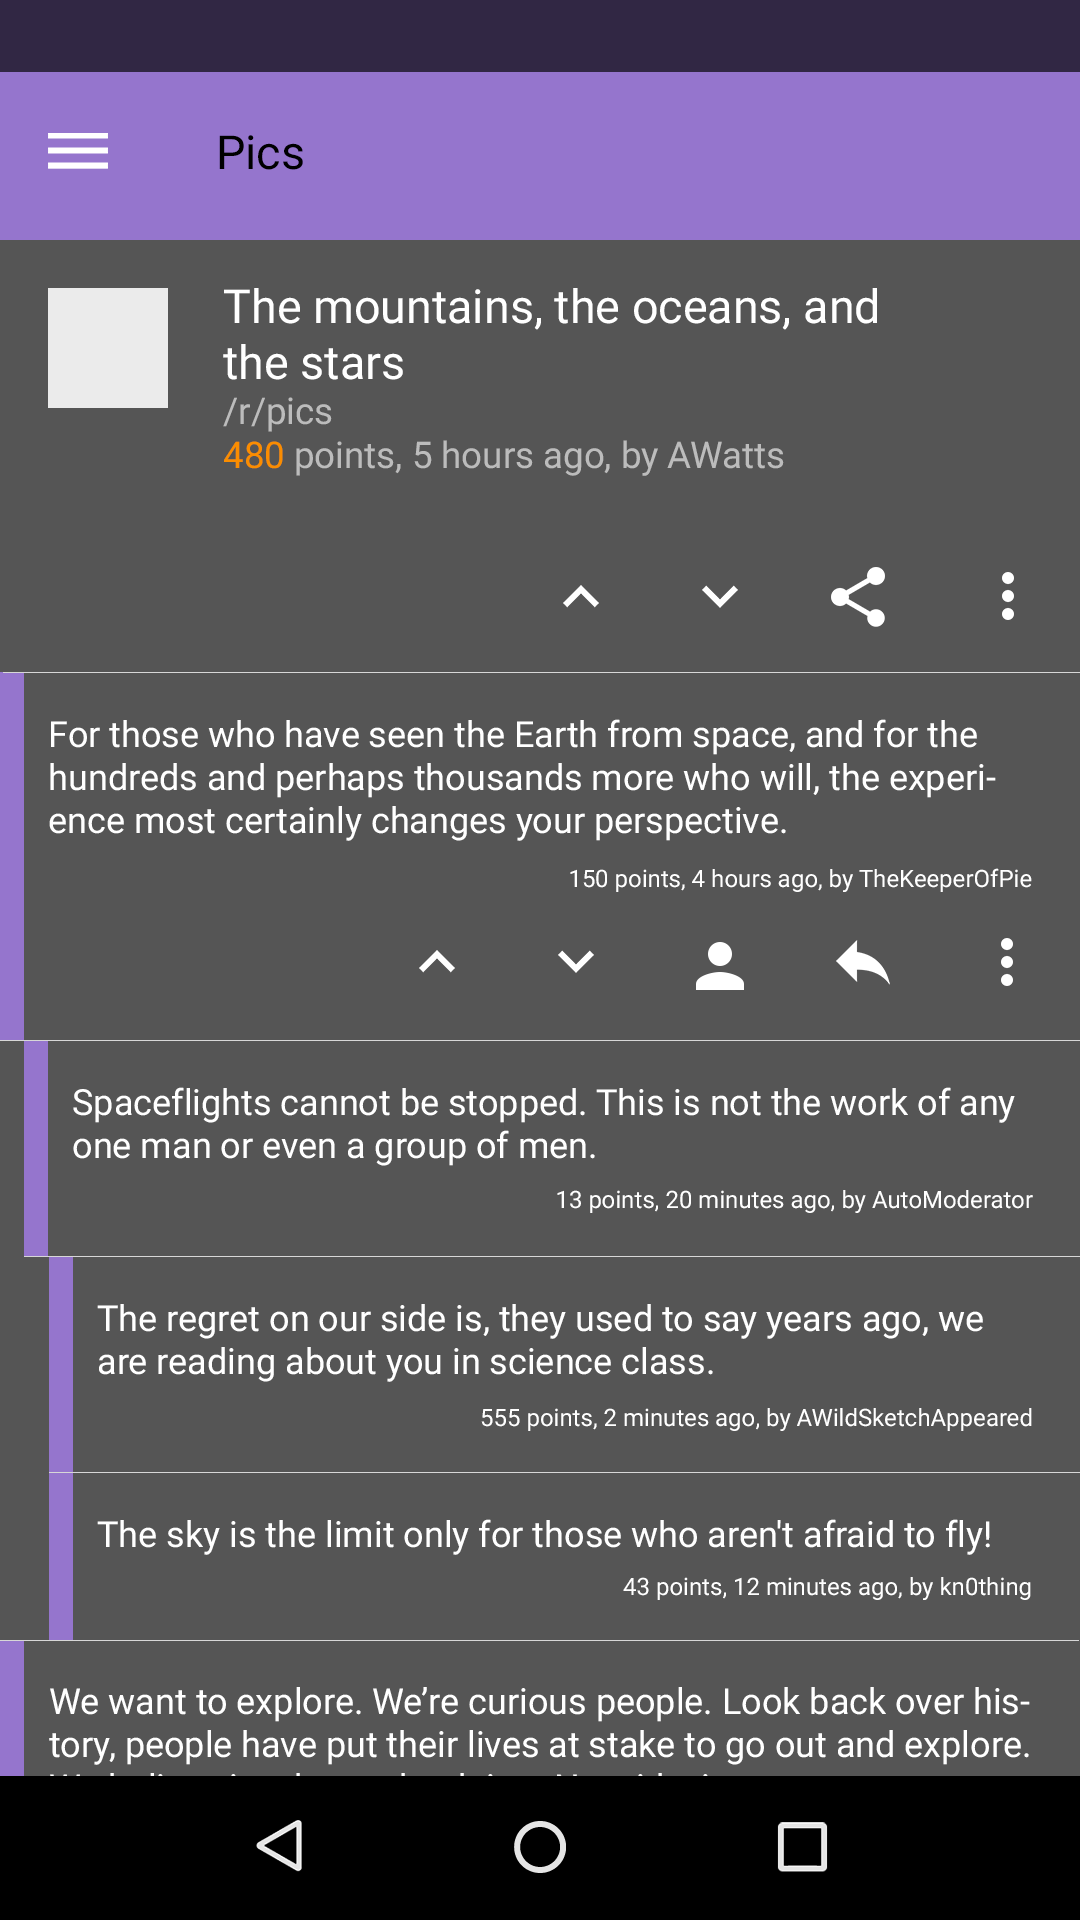 Pics
The mountains, the oceans, and
the stars
/r/pics
480 points, 5 hours ago, by AWatts
For those who have seen the Earth from space, and for the
hundreds and perhaps thousands more who will, the experi-
ence most certainly changes your perspective.
150 points, 4 hours ago, by TheKeeperOfPie
Spaceflights cannot be stopped. This is not the work of any
one man or even a group of men.
13 points, 20 minutes ago, by AutoModerator
The regret on our side is, they used to say years ago, we
are reading about you in science class.
555 points, 2 minutes ago, by AWildSketchAppeared
The sky is the limit only for those who aren't afraid to fly!
43 points, 12 minutes ago, by kn0thing
We want to explore. We’re curious people. Look back over his-
tory, people have put their lives at stake to go out and explore.